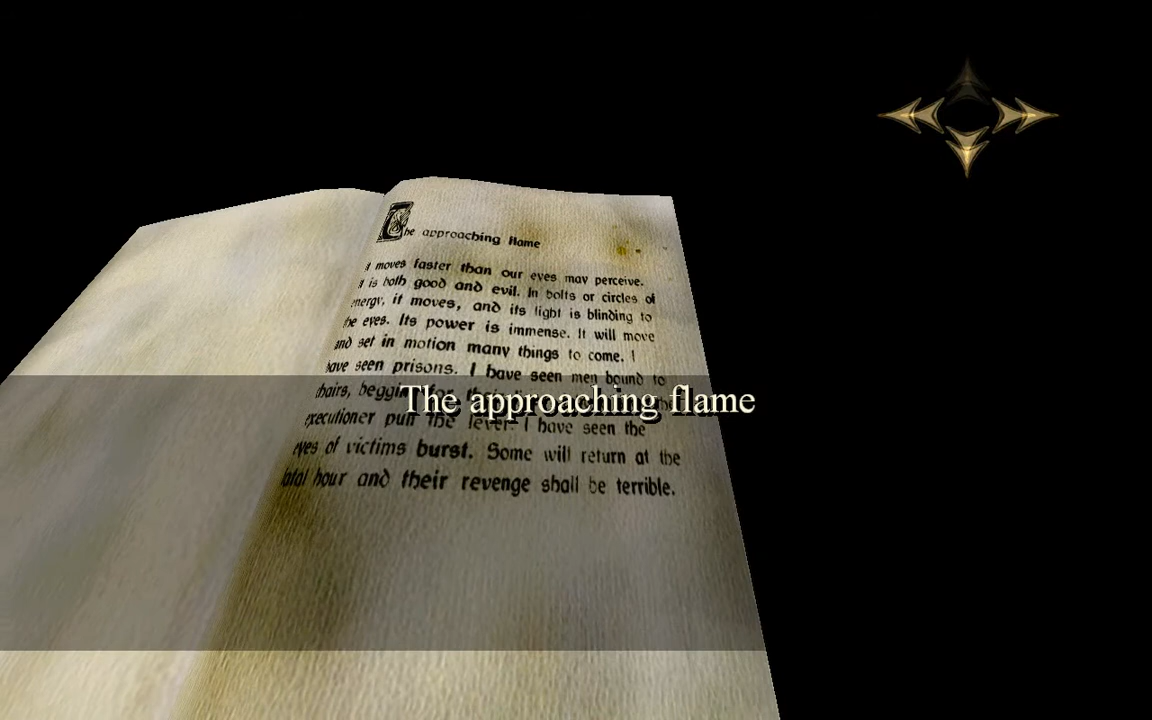 The approaching flame
it moves faster than our eyes may perceive.
it is both good and evil. In bolts or circles of
energy, it moves, and its light is blinding to
the eyes. Its power is immense. It will move
and set in motion many things to come. I
have seen prisons. I have seen men bound to
chairs, begging for their
The approaching flame
executioner pull the lever. I have seen the
eyes of victims burst. Some will return at the
fatal hour and their revenge shall be terrible.